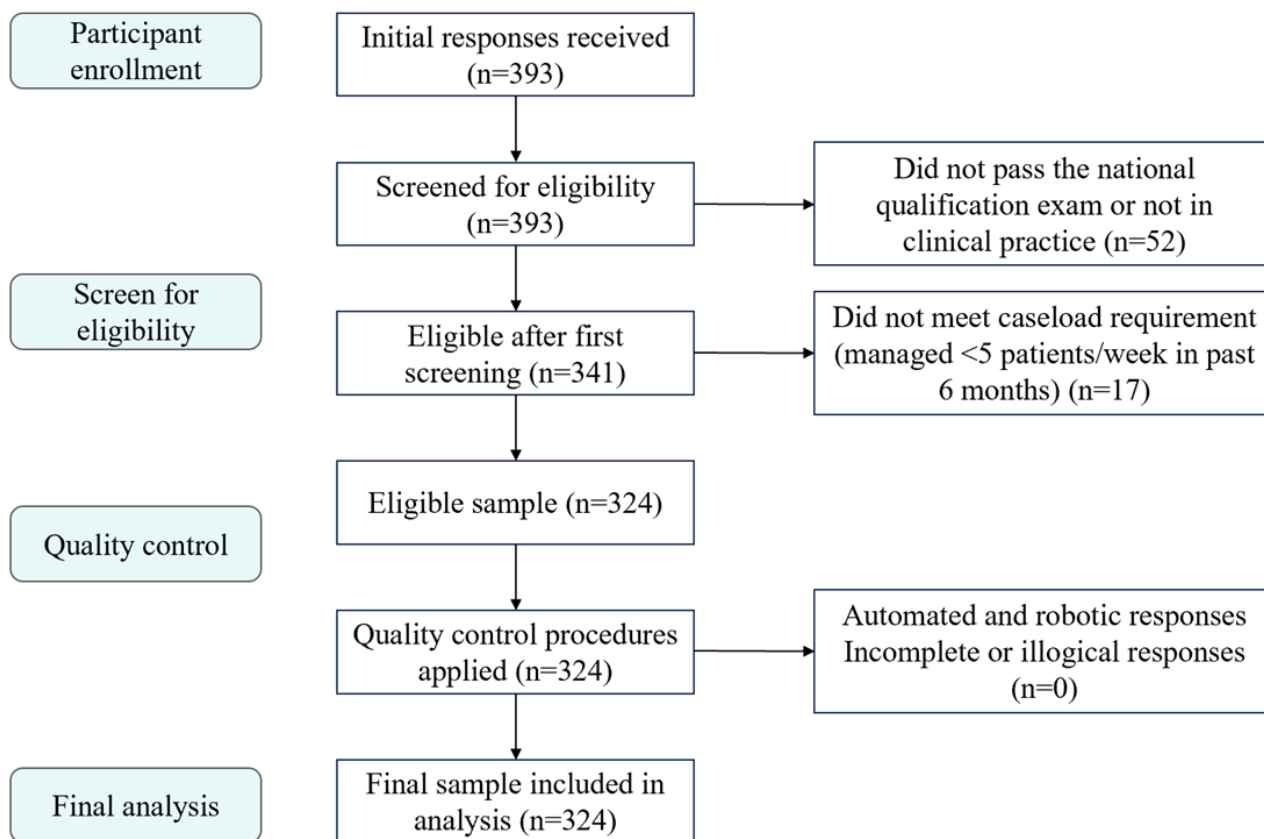 Participant
enrollment
Initial responses received
(n=393)
Screened for eligibility
(n=393)
Did not pass the national
qualification exam or not in
clinical practice (n=52)
Screen for
eligibility
Eligible after first
screening (n=341)
Did not meet caseload requirement
(managed <5 patients/week in past
6 months) (n=17)
Eligible sample (n=324)
Quality control
Quality control procedures
applied (n=324)
Automated and robotic responses
Incomplete or illogical responses
(n=0)
Final analysis
Final sample included in
analysis (n=324)